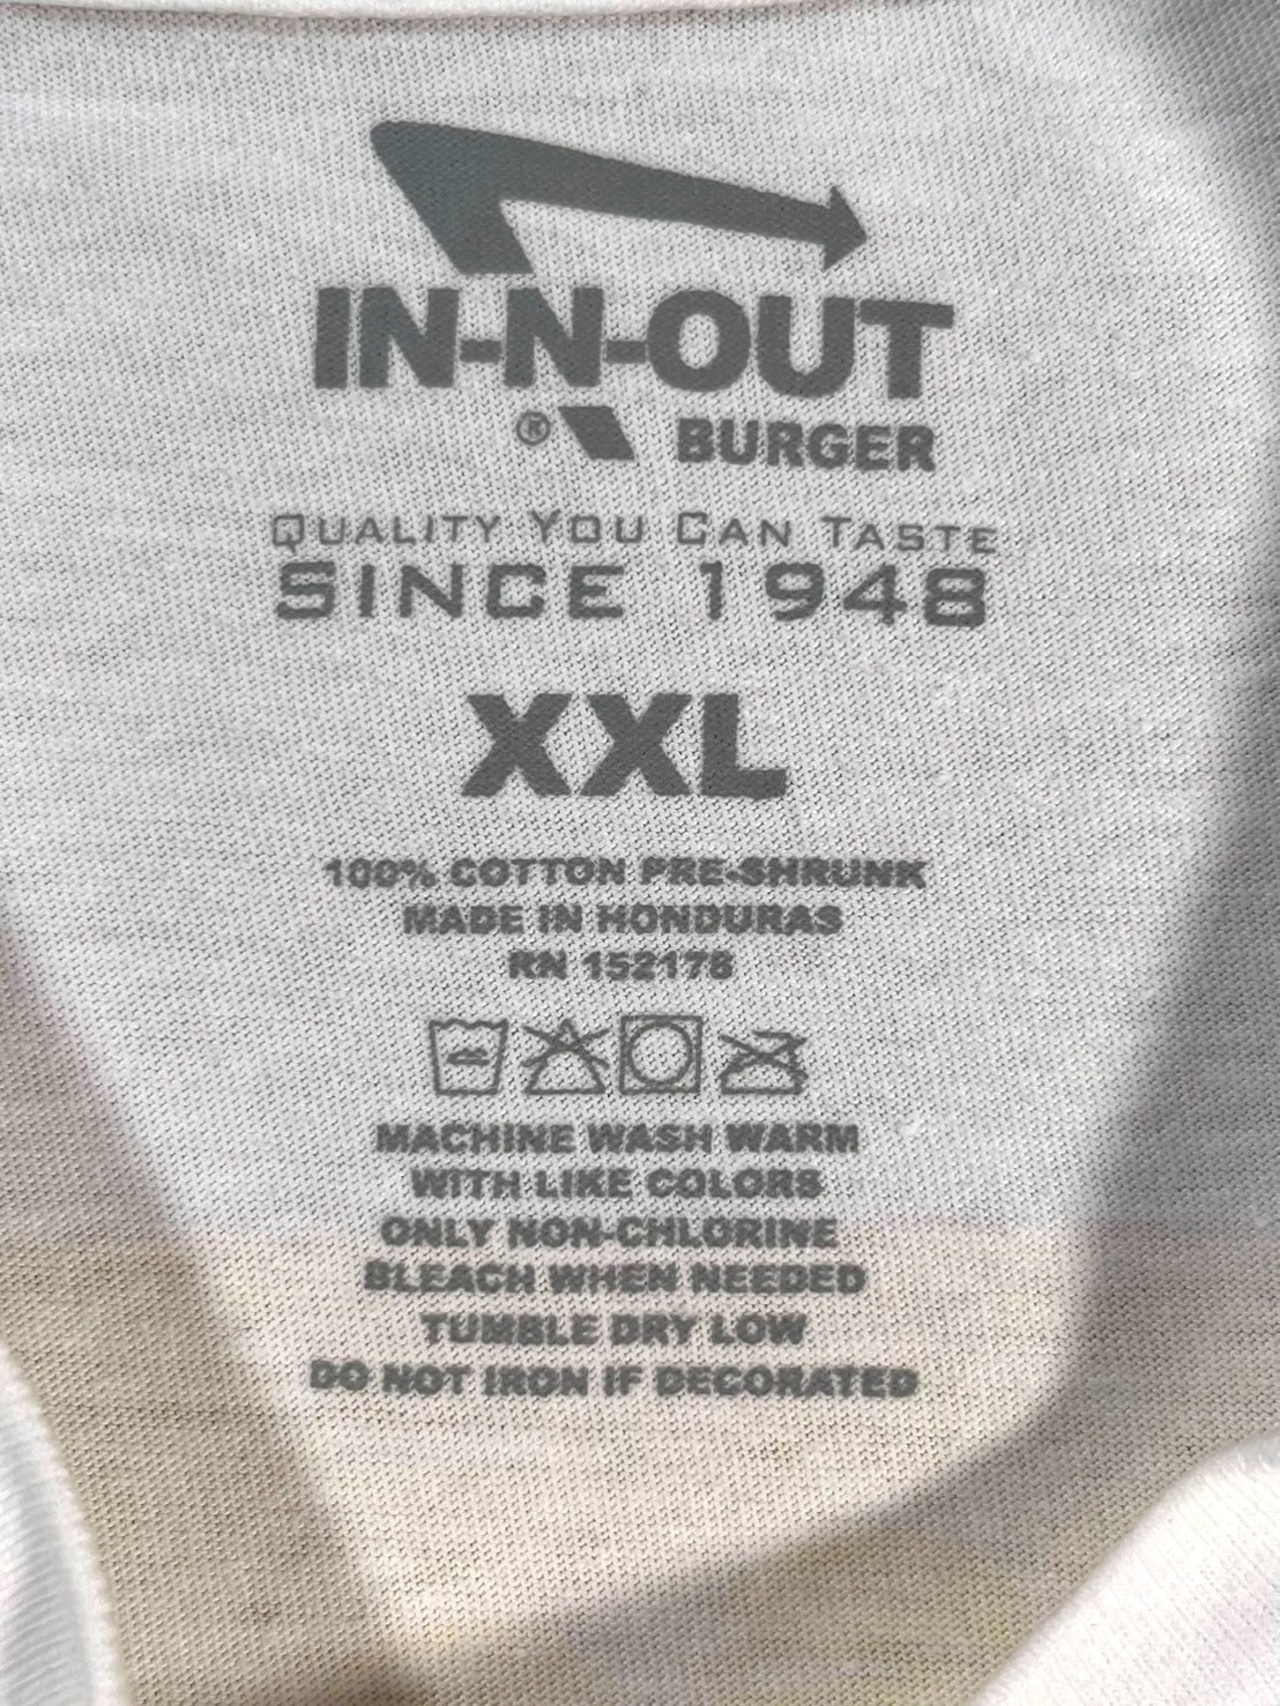 IN-N-OUT
® BURGER
QUALITY YOU CAN TASTE
SINCE 1948
XXL
100% COTTON PRE-SHRUNK
MADE IN HONDURAS
RN 152178
MACHINE WASH WARM
WITH LIKE COLORS
ONLY NON-CHLORINE
BLEACH WHEN NEEDED
TUMBLE DRY LOW
DO NOT IRON IF DECORATED